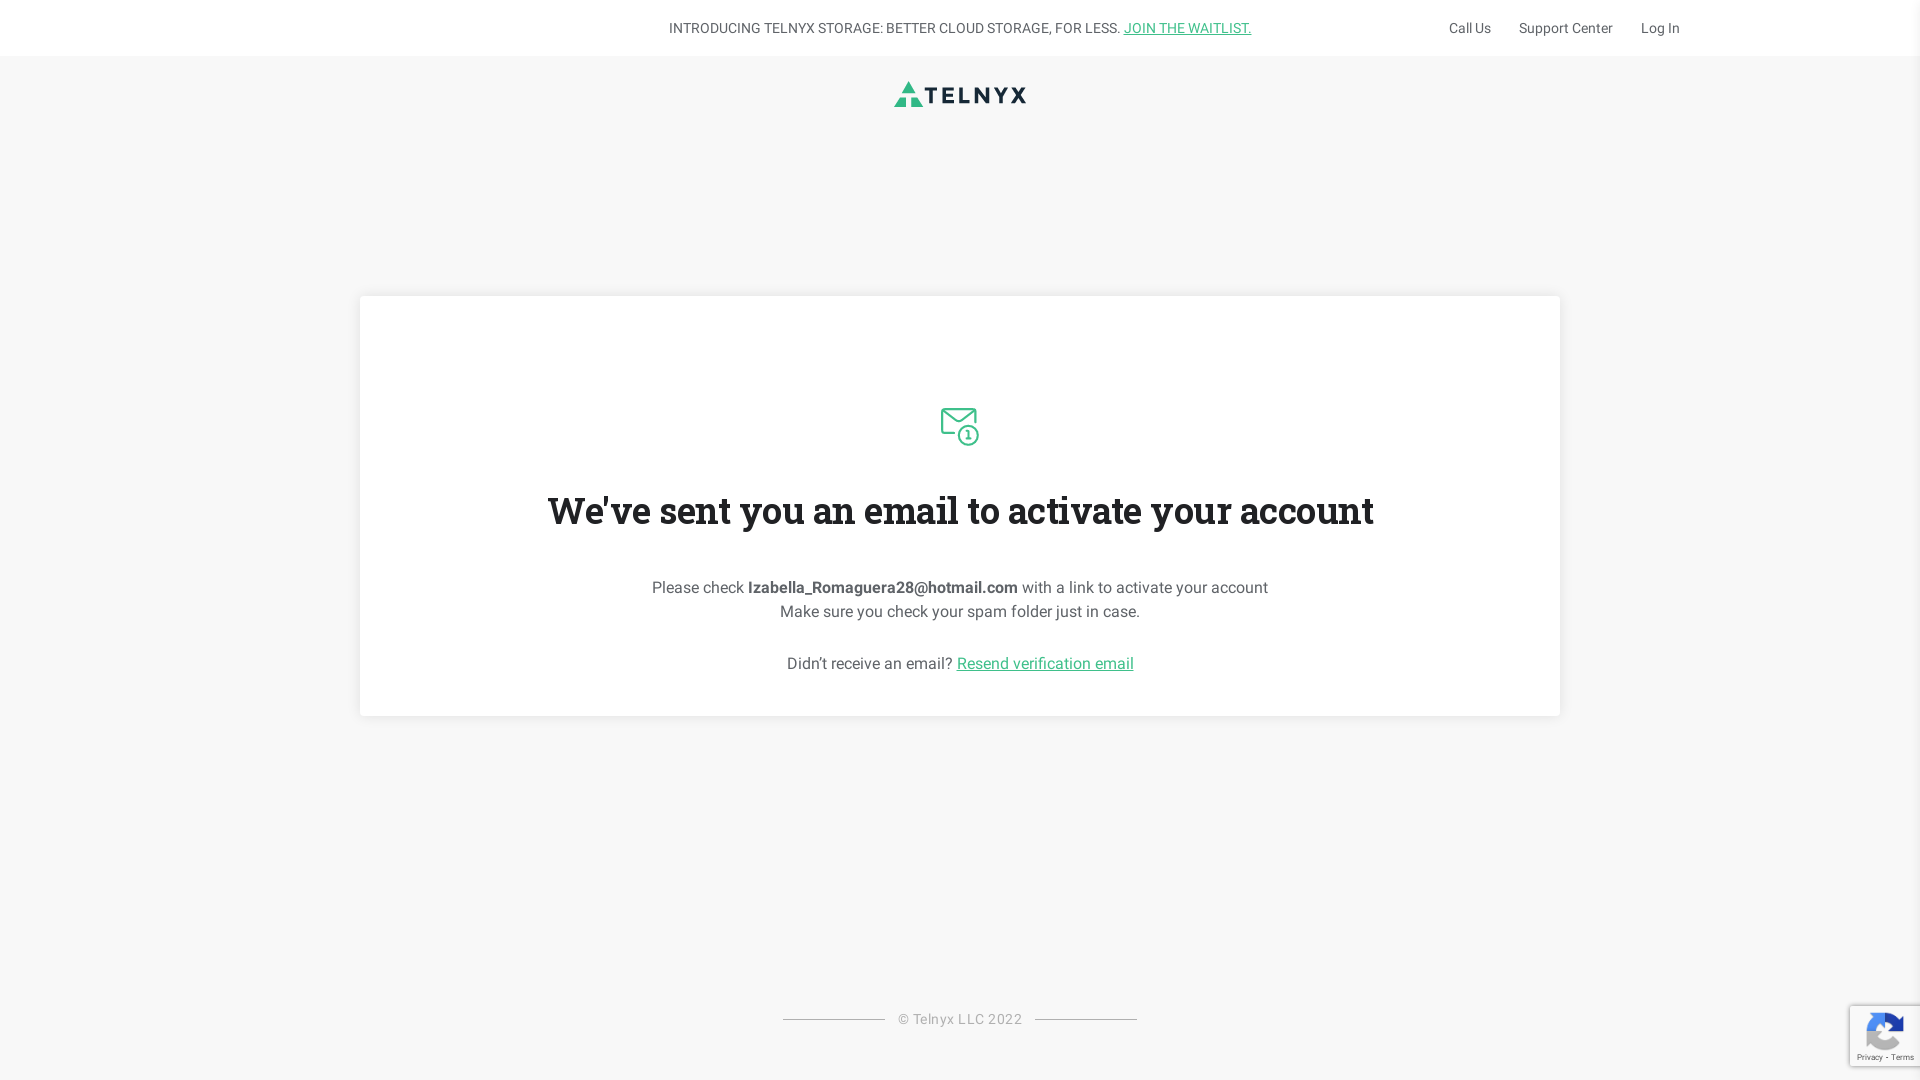 INTRODUCING TELNYX STORAGE: BETTER CLOUD STORAGE, FOR LESS. JOIN THE WAITLIST.
Call Us
Support Center
Log In
TELNYX
1
We've sent you an email to activate your account
Please check Izabella_Romaguera28@hotmail.com with a link to activate your account
Make sure you check your spam folder just in case.
Didn’t receive an email? Resend verification email
© Telnyx LLC 2022
Privacy - Terms